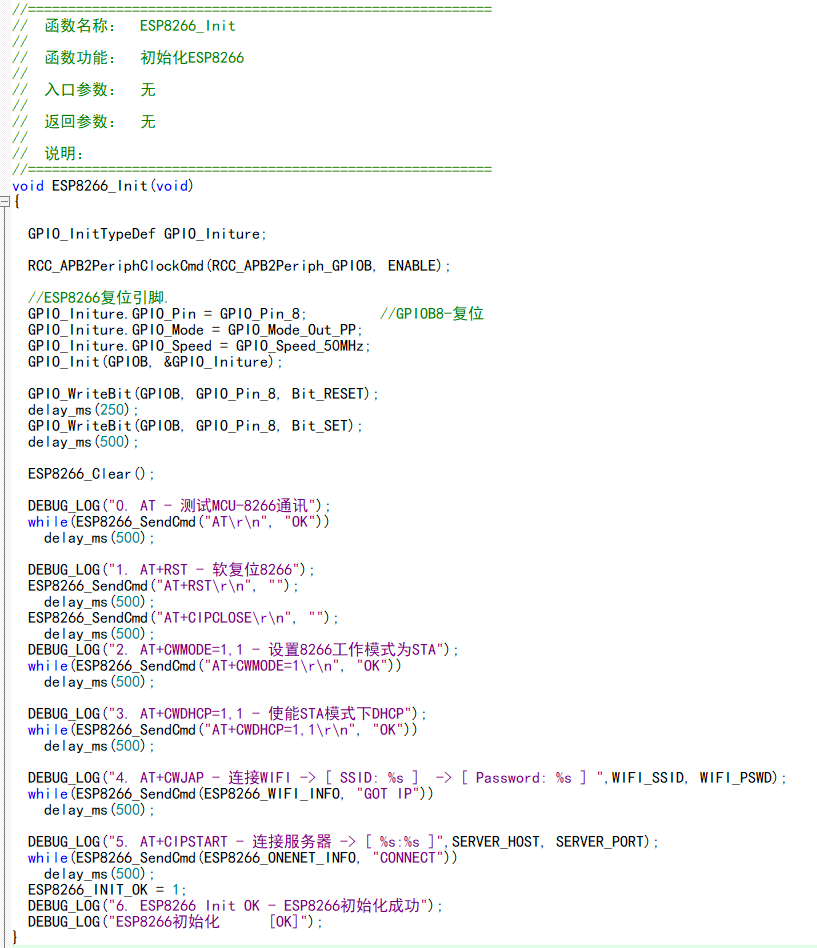 //==========================================================
//  函数名称：  ESP8266_Init
//
//  函数功能：  初始化ESP8266
//
//  入口参数：  无
//
//  返回参数：  无
//
//  说明：
//==========================================================
void ESP8266_Init(void)
{
  GPIO_InitTypeDef GPIO_Initure;
  RCC_APB2PeriphClockCmd(RCC_APB2Periph_GPIOB, ENABLE);
  //ESP8266复位引脚.
  GPIO_Initure.GPIO_Pin = GPIO_Pin_8;         //GPIOB8-复位
  GPIO_Initure.GPIO_Mode = GPIO_Mode_Out_PP;
  GPIO_Initure.GPIO_Speed = GPIO_Speed_50MHz;
  GPIO_Init(GPIOB, &GPIO_Initure);
  GPIO_WriteBit(GPIOB, GPIO_Pin_8, Bit_RESET);
  delay_ms(250);
  GPIO_WriteBit(GPIOB, GPIO_Pin_8, Bit_SET);
  delay_ms(500);
  ESP8266_Clear();
  DEBUG_LOG("0. AT - 测试MCU-8266通讯");
  while(ESP8266_SendCmd("AT\r\n", "OK"))
    delay_ms(500);
  DEBUG_LOG("1. AT+RST - 软复位8266");
  ESP8266_SendCmd("AT+RST\r\n", "");
    delay_ms(500);
  ESP8266_SendCmd("AT+CIPCLOSE\r\n", "");
    delay_ms(500);
  DEBUG_LOG("2. AT+CWMODE=1,1 - 设置8266工作模式为STA");
  while(ESP8266_SendCmd("AT+CWMODE=1\r\n", "OK"))
    delay_ms(500);
  DEBUG_LOG("3. AT+CWDHCP=1,1 - 使能STA模式下DHCP");
  while(ESP8266_SendCmd("AT+CWDHCP=1,1\r\n", "OK"))
    delay_ms(500);
  DEBUG_LOG("4. AT+CWJAP - 连接WIFI -> [ SSID: %s ]  -> [ Password: %s ] ",WIFI_SSID, WIFI_PSWD);
  while(ESP8266_SendCmd(ESP8266_WIFI_INFO, "GOT IP"))
    delay_ms(500);
  DEBUG_LOG("5. AT+CIPSTART - 连接服务器 -> [ %s:%s ]",SERVER_HOST, SERVER_PORT);
  while(ESP8266_SendCmd(ESP8266_ONENET_INFO, "CONNECT"))
    delay_ms(500);
  ESP8266_INIT_OK = 1;
  DEBUG_LOG("6. ESP8266 Init OK - ESP8266初始化成功");
  DEBUG_LOG("ESP8266初始化      [OK]");
}